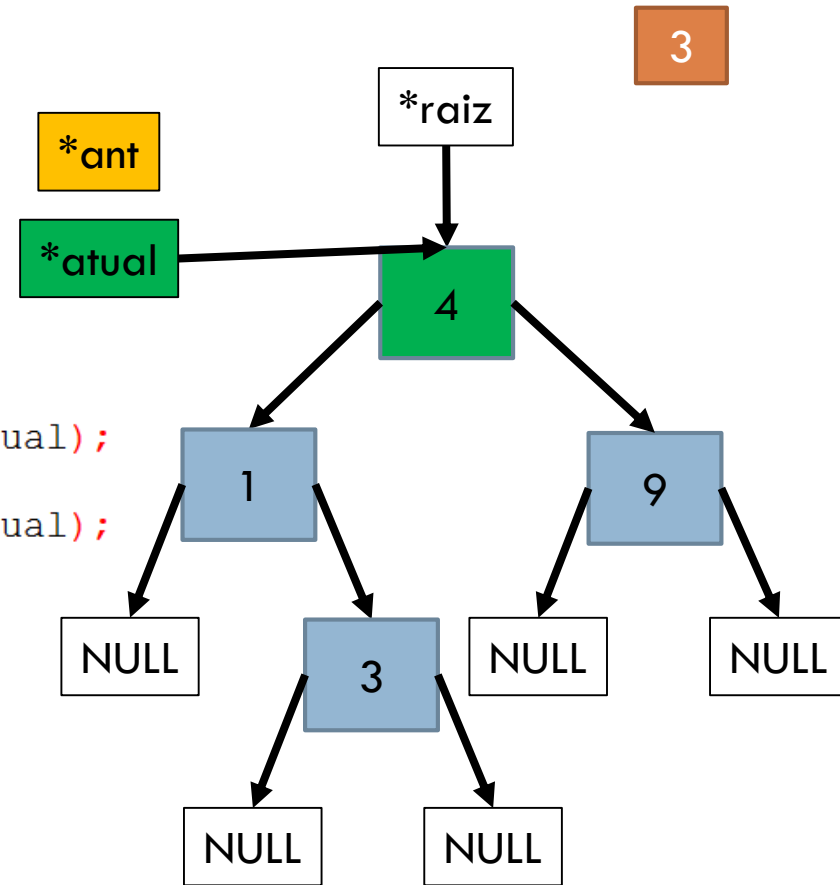 3
*raiz
*ant
*atual
4
ual);
1
9
ual);
NULL
3
NULL
NULL
NULL
NULL